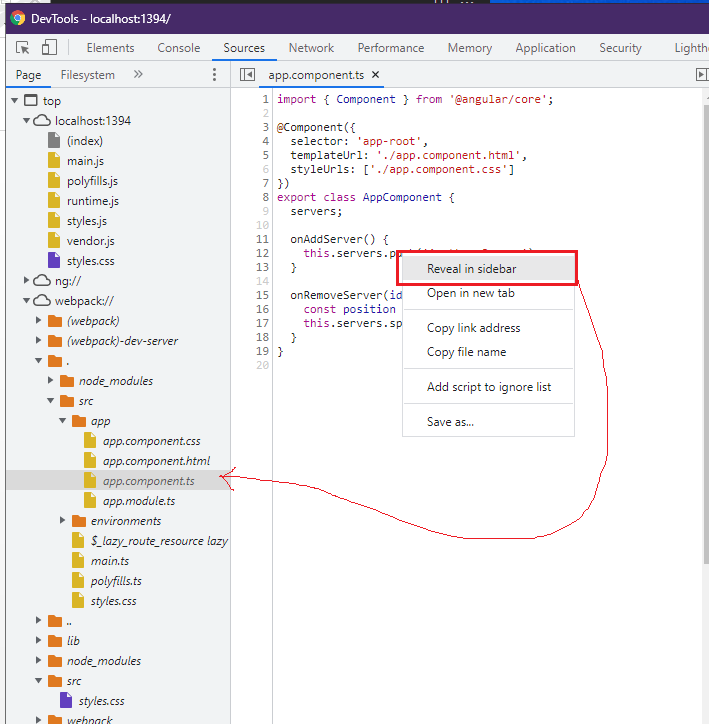 DevTools - localhost:1394/
Elements Console Sources Network Performance Memory Application Security Lighth
Page Filesystem »
app.component.ts ×
top
localhost:1394
(index)
main.js
polyfills.js
runtime.js
styles.js
vendor.js
styles.css
ng://
webpack://
(webpack)
(webpack)-dev-server
.
node_modules
src
app
app.component.css
app.component.html
app.component.ts
app.module.ts
environments
$_lazy_route_resource lazy
main.ts
polyfills.ts
styles.css
..
lib
node_modules
src
styles.css
webpack
1 import { Component } from '@angular/core';
2
3 @Component({
4 selector: 'app-root',
5 templateUrl: './app.component.html',
6 styleUrls: ['./app.component.css']
7 })
8 export class AppComponent {
9 servers;
10
11 onAddServer() {
12 this.servers.p
13 }
14
15 onRemoveServer(id
16 const position
17 this.servers.sp
18 }
19 }
20
Reveal in sidebar
Open in new tab
Copy link address
Copy file name
Add script to ignore list
Save as...